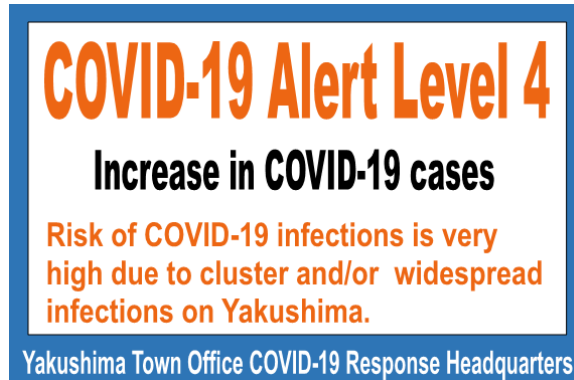 COVID-19 Alert Level 4
Increase in COVID-19 cases
Risk of COVID-19 infections is very
high due to cluster and/or widespread
infections on Yakushima.
Yakushima Town Office COVID-19 Response Headquarters